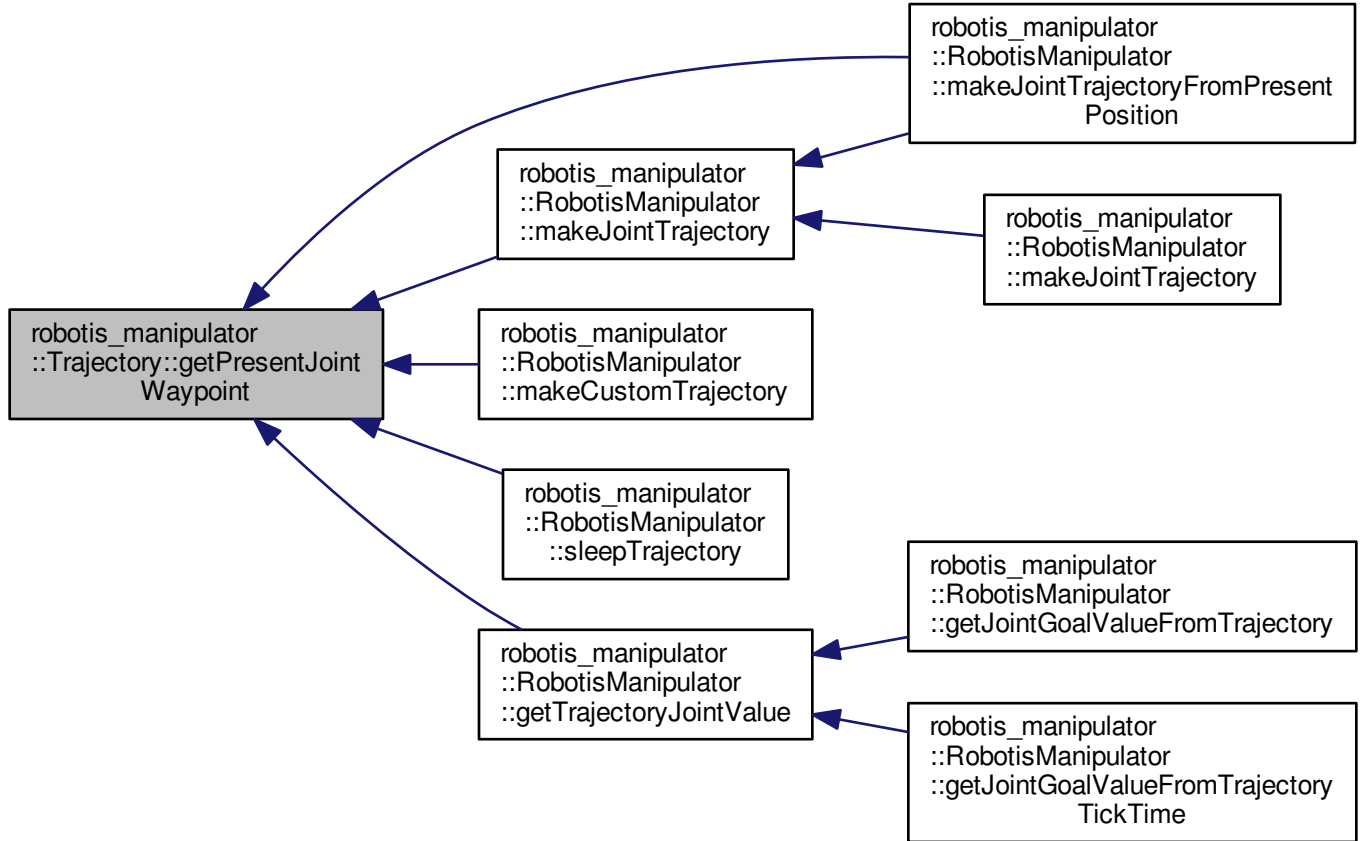 robotis_manipulator
::RobotisManipulator
::makeJointTrajectoryFromPresent
Position
robotis_manipulator
::RobotisManipulator
::makeJointTrajectory
robotis_manipulator
::RobotisManipulator
::makeJointTrajectory
robotis_manipulator
::Trajectory::getPresentJoint
Waypoint
robotis_manipulator
::RobotisManipulator
::makeCustomTrajectory
robotis_manipulator
::RobotisManipulator
::sleepTrajectory
robotis_manipulator
::RobotisManipulator
::getJointGoalValueFromTrajectory
robotis_manipulator
::RobotisManipulator
::getTrajectoryJointValue
robotis_manipulator
::RobotisManipulator
::getJointGoalValueFromTrajectory
TickTime